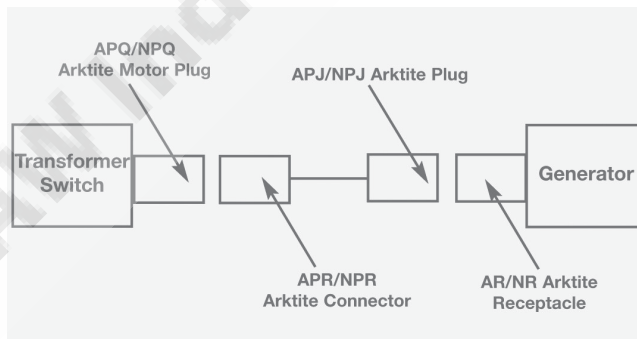 APQ/NPQ
Arktite Motor Plug
APJ/NPJ Arktite Plug
Transformer
Switch
Generator
APR/NPR
Arktite Connector
AR/NR Arktite
Receptacle